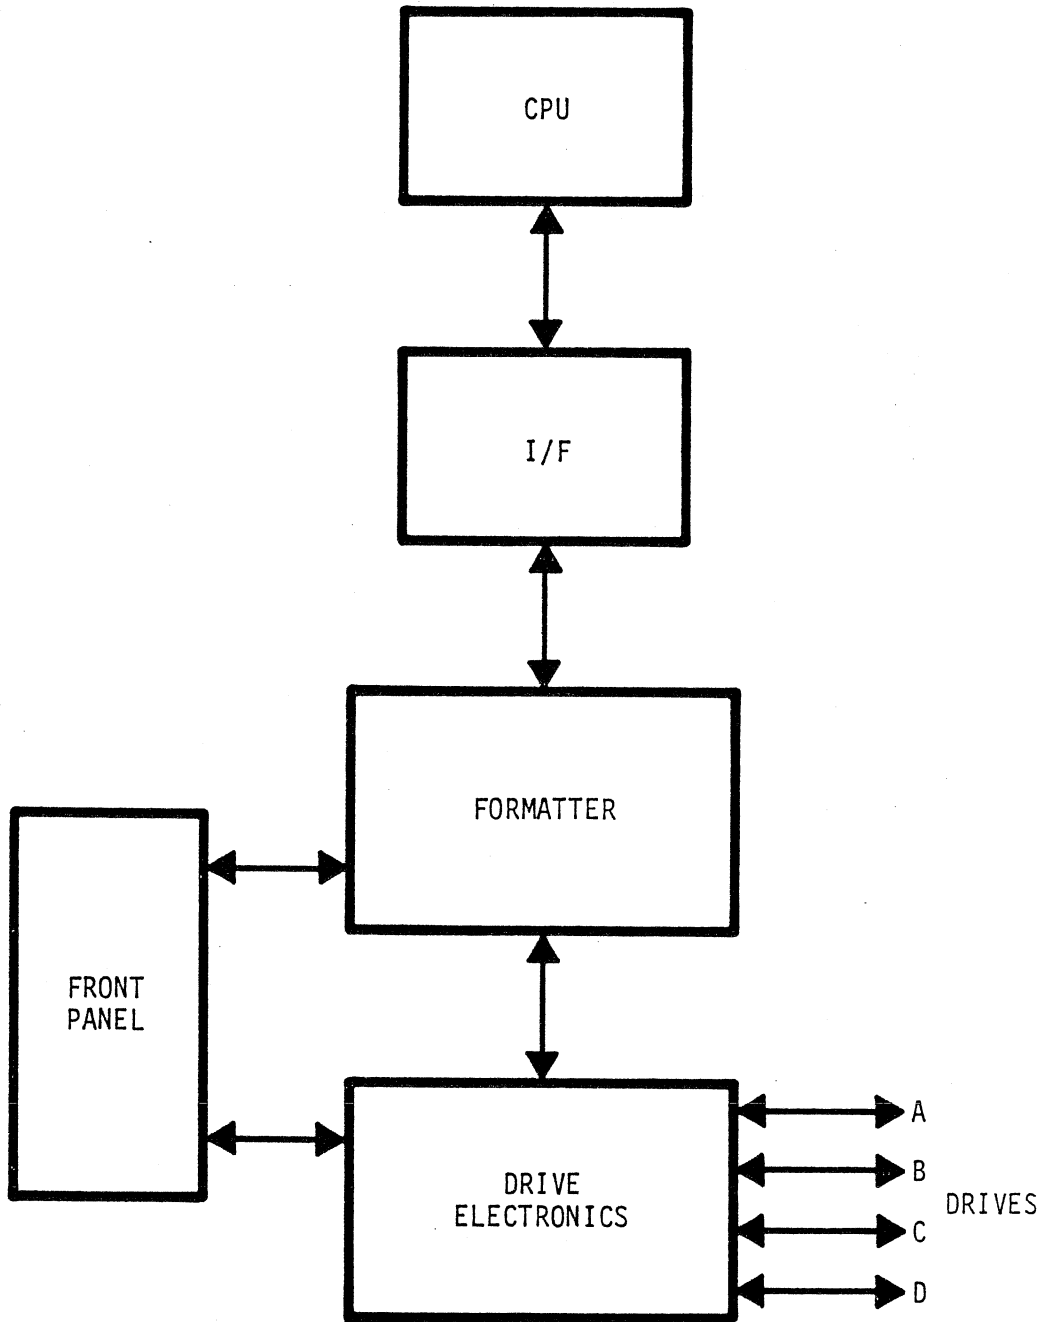 CPU
I/F
FORMATTER
FRONT
PANEL
DRIVE
ELECTRONICS
A
B
DRIVES
C
D